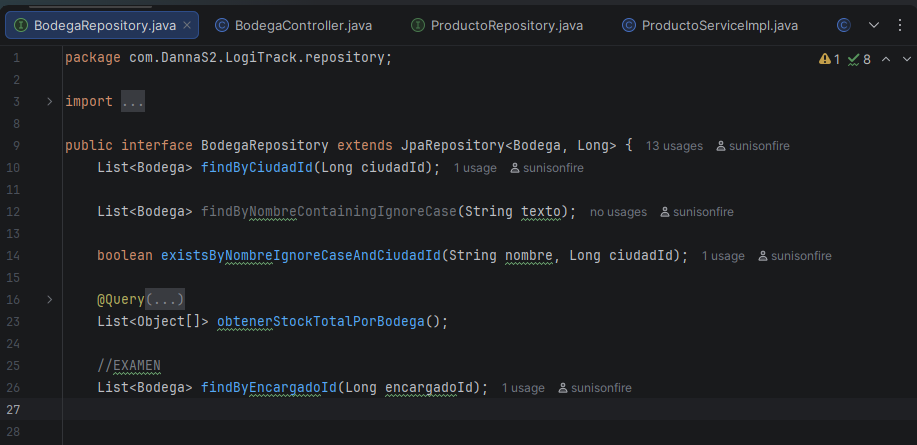 BodegaRepository.java × BodegaController.java ProductoRepository.java ProductoServiceImpl.java
1 package com.DannaS2.LogiTrack.repository; 1 8
2
3 import ...
8
9 public interface BodegaRepository extends JpaRepository<Bodega, Long> { 13 usages sunisonfire
10 List<Bodega> findByCiudadId(Long ciudadId); 1 usage sunisonfire
11
12 List<Bodega> findByNombreContainingIgnoreCase(String texto); no usages sunisonfire
13
14 boolean existsByNombreIgnoreCaseAndCiudadId(String nombre, Long ciudadId); 1 usage sunisonfire
15
16 @Query(...)
23 List<Object[]> obtenerStockTotalPorBodega();
24
25 //EXAMEN
26 List<Bodega> findByEncargadoId(Long encargadoId); 1 usage sunisonfire
27
28